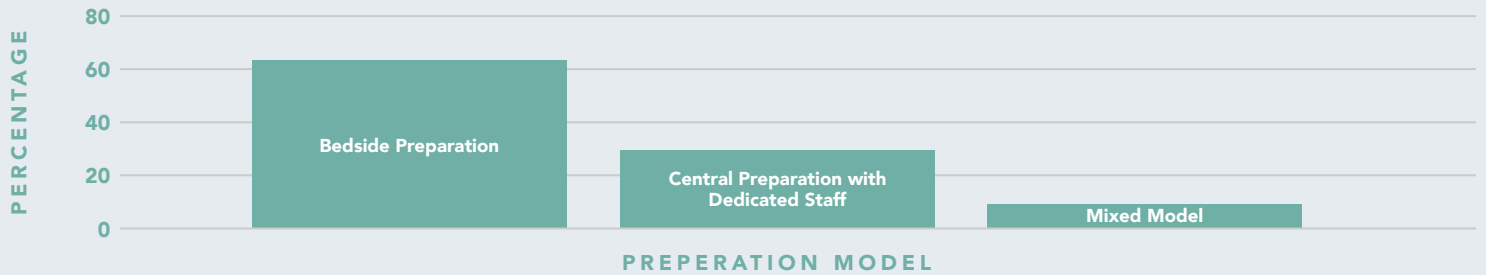 PERCENTAGE
80
60
40
20
0
Bedside Preparation
Central Preparation with
Dedicated Staff
Mixed Model
PREPERATION MODEL